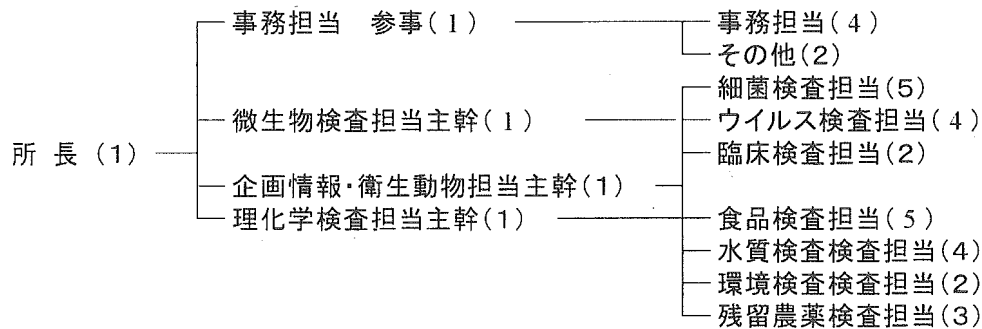 事務担当 参事(1) 事務担当(4)
その他(2)
細菌検査担当(5)
微生物検査担当主幹(1) ウイルス検査担当(4)
所長(1) 臨床検査担当(2)
企画情報・衛生動物担当主幹(1)
理化学検査担当主幹(1) 食品検査担当(5)
水質検査検査担当(4)
環境検査検査担当(2)
残留農薬検査担当(3)